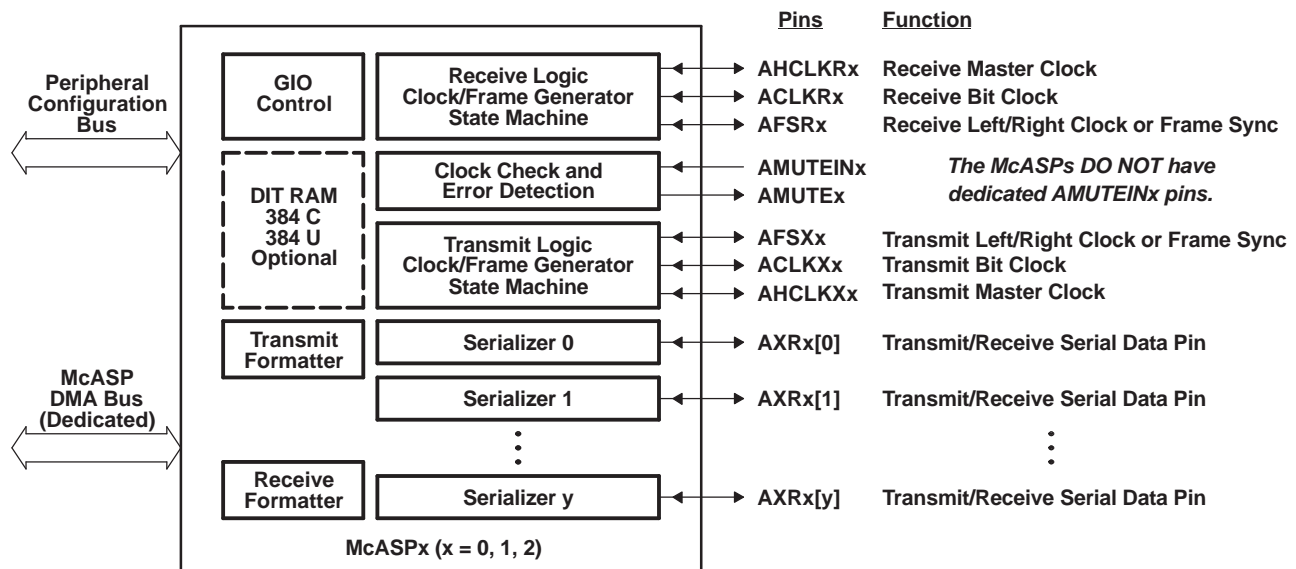 Pins Function
Peripheral
Configuration
Bus
GIO
Control
Receive Logic
Clock/Frame Generator
State Machine
AHCLKRx Receive Master Clock
ACLKRx Receive Bit Clock
AFSRx Receive Left/Right Clock or Frame Sync
DIT RAM
384 C
384 U
Optional
Clock Check and
Error Detection
AMUTEINx
AMUTEx
The McASPs DO NOT have
dedicated AMUTEINx pins.
Transmit Logic
Clock/Frame Generator
State Machine
AFSXx Transmit Left/Right Clock or Frame Sync
ACLKXx Transmit Bit Clock
AHCLKXx Transmit Master Clock
Transmit
Formatter
Serializer 0
AXRx[0] Transmit/Receive Serial Data Pin
McASP
DMA Bus
(Dedicated)
Serializer 1
AXRx[1] Transmit/Receive Serial Data Pin
Receive
Formatter
Serializer y
AXRx[y] Transmit/Receive Serial Data Pin
McASPx (x = 0, 1, 2)